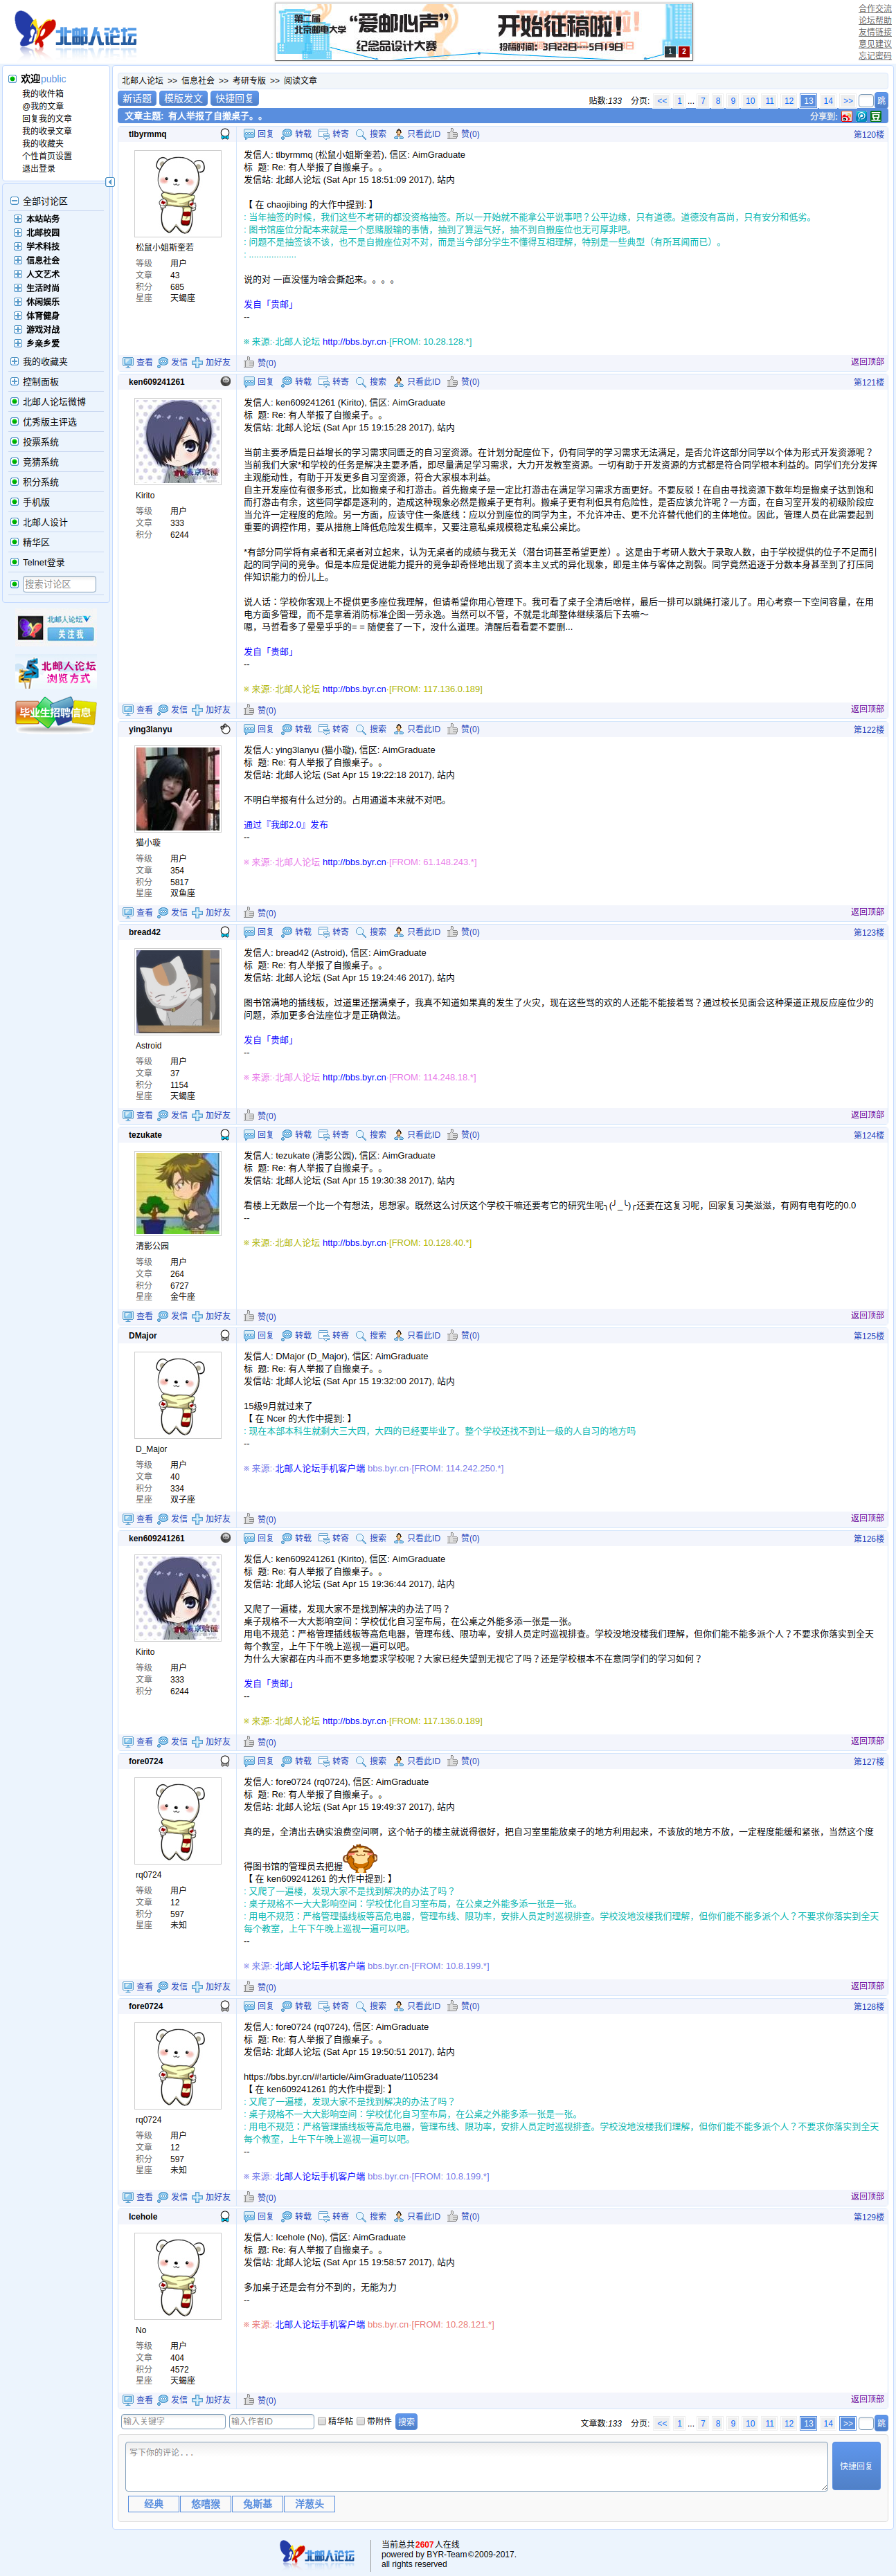 北邮人论坛
第二届
北京邮电大学
“爱邮心声”
纪念品设计大赛
开始征稿啦!
投稿时间: 3月22日---5月19日
1 2
合作交流
论坛帮助
友情链接
意见建议
忘记密码
欢迎public
我的收件箱
@我的文章
回复我的文章
我的收录文章
我的收藏夹
个性首页设置
退出登录
全部讨论区
本站站务
北邮校园
学术科技
信息社会
人文艺术
生活时尚
休闲娱乐
体育健身
游戏对战
乡亲乡爱
我的收藏夹
控制面板
北邮人论坛微博
优秀版主评选
投票系统
竞猜系统
积分系统
手机版
北邮人设计
精华区
Telnet登录
搜索讨论区
北邮人论坛
关注我
北邮人论坛
浏览方式
毕业生招聘信息
北邮人论坛 >> 信息社会 >> 考研专版 >> 阅读文章
新话题 模版发文 快捷回复
贴数:133 分页: << 1 ... 7 8 9 10 11 12 13 14 >> 跳
文章主题: 有人举报了自搬桌子。。
分享到:
tlbyrmmq
回复 转载 转寄 搜索 只看此ID 赞(0) 第120楼
松鼠小姐斯奎若
等级 用户
文章 43
积分 685
星座 天蝎座
发信人: tlbyrmmq (松鼠小姐斯奎若), 信区: AimGraduate
标 题: Re: 有人举报了自搬桌子。。
发信站: 北邮人论坛 (Sat Apr 15 18:51:09 2017), 站内
【 在 chaojibing 的大作中提到: 】
: 当年抽签的时候，我们这些不考研的都没资格抽签。所以一开始就不能拿公平说事吧？公平边缘，只有道德。道德没有高尚，只有安分和低劣。
: 图书馆座位分配本来就是一个愿赌服输的事情，抽到了算运气好，抽不到自搬座位也无可厚非吧。
: 问题不是抽签该不该，也不是自搬座位对不对，而是当今部分学生不懂得互相理解，特别是一些典型（有所耳闻而已）。
: ...................
说的对 一直没懂为啥会撕起来。。。。
发自「贵邮」
--
※ 来源:·北邮人论坛 http://bbs.byr.cn·[FROM: 10.28.128.*]
查看 发信 加好友 赞(0) 返回顶部
ken609241261
回复 转载 转寄 搜索 只看此ID 赞(0) 第121楼
Kirito
等级 用户
文章 333
积分 6244
发信人: ken609241261 (Kirito), 信区: AimGraduate
标 题: Re: 有人举报了自搬桌子。。
发信站: 北邮人论坛 (Sat Apr 15 19:15:28 2017), 站内
当前主要矛盾是日益增长的学习需求同匮乏的自习室资源。在计划分配座位下，仍有同学的学习需求无法满足，是否允许这部分同学以个体为形式开发资源呢？
当前我们大家*和学校的任务是解决主要矛盾，即尽量满足学习需求，大力开发教室资源。一切有助于开发资源的方式都是符合同学根本利益的。同学们充分发挥主观能动性，有助于开发更多自习室资源，符合大家根本利益。
自主开发座位有很多形式，比如搬桌子和打游击。首先搬桌子是一定比打游击在满足学习需求方面更好。不要反驳！在自由寻找资源下数年均是搬桌子达到饱和而打游击有余，这些同学都是逐利的，造成这种现象必然是搬桌子更有利。搬桌子更有利但具有危险性，是否应该允许呢？一方面，在自习室开发的初级阶段应当允许一定程度的危险。另一方面，应该守住一条底线：应以分到座位的同学为主，不允许冲击、更不允许替代他们的主体地位。因此，管理人员在此需要起到重要的调控作用，要从措施上降低危险发生概率，又要注意私桌规模稳定私桌公桌比。
*有部分同学将有桌者和无桌者对立起来，认为无桌者的成绩与我无关（潜台词甚至希望更差）。这是由于考研人数大于录取人数，由于学校提供的位子不足而引起的同学间的竞争。但是本应是促进能力提升的竞争却奇怪地出现了资本主义式的异化现象，即是主体与客体之割裂。同学竟然追逐于分数本身甚至到了打压同伴知识能力的份儿上。
说人话：学校你客观上不提供更多座位我理解，但请希望你用心管理下。我可看了桌子全清后啥样，最后一排可以跳绳打滚儿了。用心考察一下空间容量，在用电方面多管理，而不是拿着消防标准企图一劳永逸。当然可以不管，不就是北邮整体继续落后下去嘛～
嗯，马哲看多了晕晕乎乎的= = 随便套了一下，没什么道理。清醒后看看要不要删...
发自「贵邮」
--
※ 来源:·北邮人论坛 http://bbs.byr.cn·[FROM: 117.136.0.189]
查看 发信 加好友 赞(0) 返回顶部
ying3lanyu
回复 转载 转寄 搜索 只看此ID 赞(0) 第122楼
猫小璇
等级 用户
文章 354
积分 5817
星座 双鱼座
发信人: ying3lanyu (猫小璇), 信区: AimGraduate
标 题: Re: 有人举报了自搬桌子。。
发信站: 北邮人论坛 (Sat Apr 15 19:22:18 2017), 站内
不明白举报有什么过分的。占用通道本来就不对吧。
通过『我邮2.0』发布
--
※ 来源:·北邮人论坛 http://bbs.byr.cn·[FROM: 61.148.243.*]
查看 发信 加好友 赞(0) 返回顶部
bread42
回复 转载 转寄 搜索 只看此ID 赞(0) 第123楼
Astroid
等级 用户
文章 37
积分 1154
星座 天蝎座
发信人: bread42 (Astroid), 信区: AimGraduate
标 题: Re: 有人举报了自搬桌子。。
发信站: 北邮人论坛 (Sat Apr 15 19:24:46 2017), 站内
图书馆满地的插线板，过道里还摆满桌子，我真不知道如果真的发生了火灾，现在这些骂的欢的人还能不能接着骂？通过校长见面会这种渠道正规反应座位少的问题，添加更多合法座位才是正确做法。
发自「贵邮」
--
※ 来源:·北邮人论坛 http://bbs.byr.cn·[FROM: 114.248.18.*]
查看 发信 加好友 赞(0) 返回顶部
tezukate
回复 转载 转寄 搜索 只看此ID 赞(0) 第124楼
清影公园
等级 用户
文章 264
积分 6727
星座 金牛座
发信人: tezukate (清影公园), 信区: AimGraduate
标 题: Re: 有人举报了自搬桌子。。
发信站: 北邮人论坛 (Sat Apr 15 19:30:38 2017), 站内
看楼上无数层一个比一个有想法，思想家。既然这么讨厌这个学校干嘛还要考它的研究生呢╮(╯_╰)╭还要在这复习呢，回家复习美滋滋，有网有电有吃的0.0
--
※ 来源:·北邮人论坛 http://bbs.byr.cn·[FROM: 10.128.40.*]
查看 发信 加好友 赞(0) 返回顶部
DMajor
回复 转载 转寄 搜索 只看此ID 赞(0) 第125楼
D_Major
等级 用户
文章 40
积分 334
星座 双子座
发信人: DMajor (D_Major), 信区: AimGraduate
标 题: Re: 有人举报了自搬桌子。。
发信站: 北邮人论坛 (Sat Apr 15 19:32:00 2017), 站内
15级9月就过来了
【 在 Ncer 的大作中提到: 】
: 现在本部本科生就剩大三大四，大四的已经要毕业了。整个学校还找不到让一级的人自习的地方吗
--
※ 来源:·北邮人论坛手机客户端 bbs.byr.cn·[FROM: 114.242.250.*]
查看 发信 加好友 赞(0) 返回顶部
ken609241261
回复 转载 转寄 搜索 只看此ID 赞(0) 第126楼
Kirito
等级 用户
文章 333
积分 6244
发信人: ken609241261 (Kirito), 信区: AimGraduate
标 题: Re: 有人举报了自搬桌子。。
发信站: 北邮人论坛 (Sat Apr 15 19:36:44 2017), 站内
又爬了一遍楼，发现大家不是找到解决的办法了吗？
桌子规格不一大大影响空间：学校优化自习室布局，在公桌之外能多添一张是一张。
用电不规范：严格管理插线板等高危电器，管理布线、限功率，安排人员定时巡视排查。学校没地没楼我们理解，但你们能不能多派个人？不要求你落实到全天每个教室，上午下午晚上巡视一遍可以吧。
为什么大家都在内斗而不更多地要求学校呢？大家已经失望到无视它了吗？还是学校根本不在意同学们的学习如何？
发自「贵邮」
--
※ 来源:·北邮人论坛 http://bbs.byr.cn·[FROM: 117.136.0.189]
查看 发信 加好友 赞(0) 返回顶部
fore0724
回复 转载 转寄 搜索 只看此ID 赞(0) 第127楼
rq0724
等级 用户
文章 12
积分 597
星座 未知
发信人: fore0724 (rq0724), 信区: AimGraduate
标 题: Re: 有人举报了自搬桌子。。
发信站: 北邮人论坛 (Sat Apr 15 19:49:37 2017), 站内
真的是，全清出去确实浪费空间啊，这个帖子的楼主就说得很好，把自习室里能放桌子的地方利用起来，不该放的地方不放，一定程度能缓和紧张，当然这个度得图书馆的管理员去把握
【 在 ken609241261 的大作中提到: 】
: 又爬了一遍楼，发现大家不是找到解决的办法了吗？
: 桌子规格不一大大影响空间：学校优化自习室布局，在公桌之外能多添一张是一张。
: 用电不规范：严格管理插线板等高危电器，管理布线、限功率，安排人员定时巡视排查。学校没地没楼我们理解，但你们能不能多派个人？不要求你落实到全天每个教室，上午下午晚上巡视一遍可以吧。
--
※ 来源:·北邮人论坛手机客户端 bbs.byr.cn·[FROM: 10.8.199.*]
查看 发信 加好友 赞(0) 返回顶部
fore0724
回复 转载 转寄 搜索 只看此ID 赞(0) 第128楼
rq0724
等级 用户
文章 12
积分 597
星座 未知
发信人: fore0724 (rq0724), 信区: AimGraduate
标 题: Re: 有人举报了自搬桌子。。
发信站: 北邮人论坛 (Sat Apr 15 19:50:51 2017), 站内
https://bbs.byr.cn/#!article/AimGraduate/1105234
【 在 ken609241261 的大作中提到: 】
: 又爬了一遍楼，发现大家不是找到解决的办法了吗？
: 桌子规格不一大大影响空间：学校优化自习室布局，在公桌之外能多添一张是一张。
: 用电不规范：严格管理插线板等高危电器，管理布线、限功率，安排人员定时巡视排查。学校没地没楼我们理解，但你们能不能多派个人？不要求你落实到全天每个教室，上午下午晚上巡视一遍可以吧。
--
※ 来源:·北邮人论坛手机客户端 bbs.byr.cn·[FROM: 10.8.199.*]
查看 发信 加好友 赞(0) 返回顶部
Icehole
回复 转载 转寄 搜索 只看此ID 赞(0) 第129楼
No
等级 用户
文章 404
积分 4572
星座 天蝎座
发信人: Icehole (No), 信区: AimGraduate
标 题: Re: 有人举报了自搬桌子。。
发信站: 北邮人论坛 (Sat Apr 15 19:58:57 2017), 站内
多加桌子还是会有分不到的，无能为力
--
※ 来源:·北邮人论坛手机客户端 bbs.byr.cn·[FROM: 10.28.121.*]
查看 发信 加好友 赞(0) 返回顶部
输入关键字 输入作者ID 精华帖 带附件 搜索
文章数:133 分页: << 1 ... 7 8 9 10 11 12 13 14 >> 跳
写下你的评论...
快捷回复
经典 悠嘻猴 兔斯基 洋葱头
北邮人论坛
当前总共2607人在线
powered by BYR-Team©2009-2017.
all rights reserved